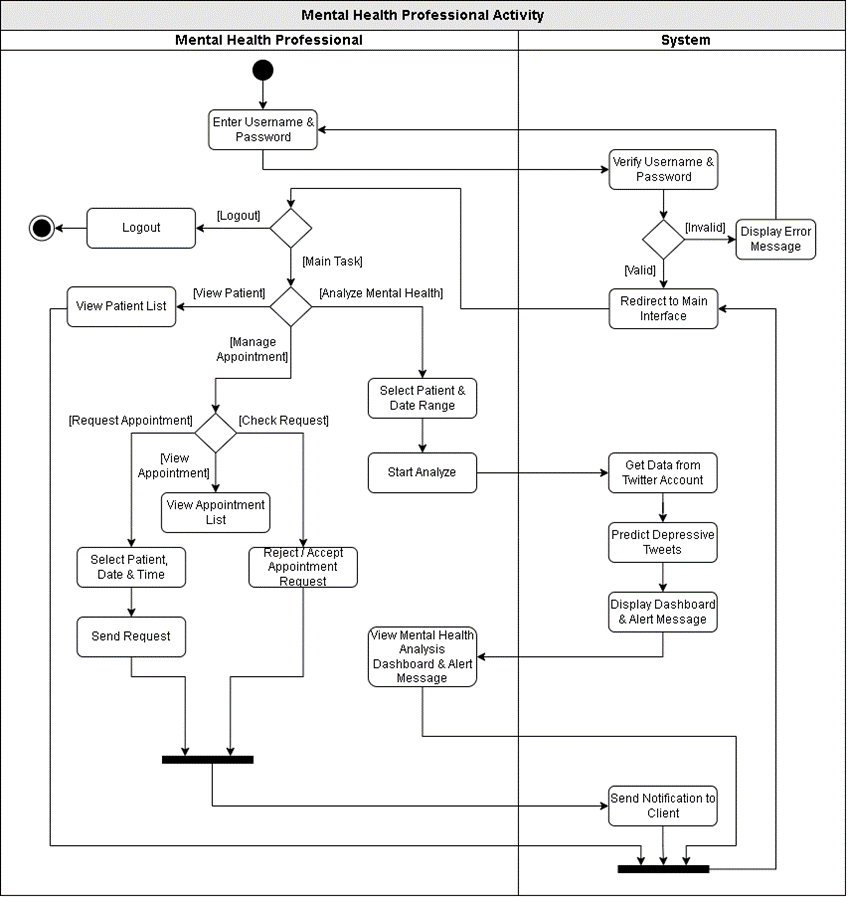 Mental Health Professional Activity
Mental Health Professional
System
Enter Username &
Password
Verify Username &
Password
[Logout]
Logout
[Invalid]
Display Error
Message
[Main Task]
[Valid]
[View Patient]
[Analyze Mental Health]
View Patient List
Redirect to Main
Interface
[Manage
Appointment]
Select Patient &
Date Range
[Request Appointment]
[Check Request]
[View
Appointment]
Start Analyze
Get Data from
Twitter Account
View Appointment
List
Predict Depressive
Tweets
Select Patient,
Date & Time
Reject / Accept
Appointment
Request
Display Dashboard
& Alert Message
Send Request
View Mental Health
Analysis
Dashboard & Alert
Message
Send Notification to
Client